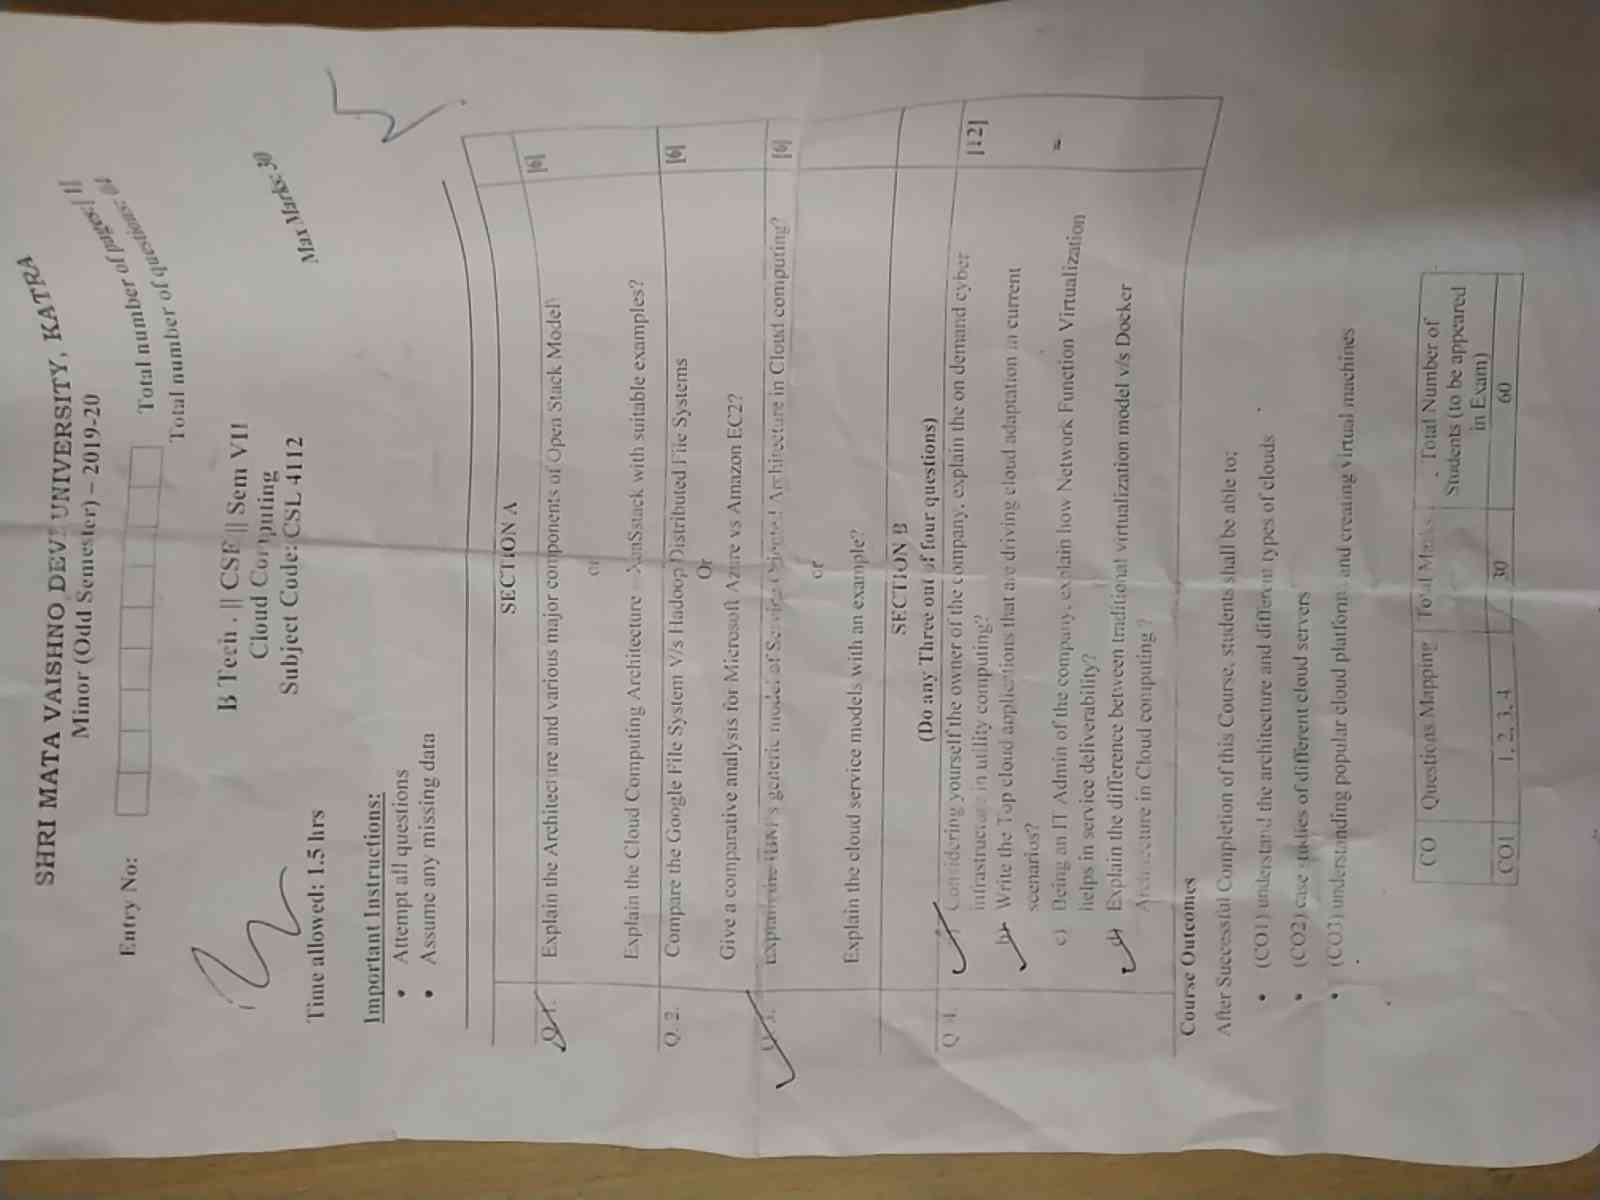 SHRI MATA VAISHNO DEVI UNIVERSITY, KATRA
Minor (Odd Semester) – 2019-20
Entry No:
Total number of pages:[ 1]
Total number of questions: 04
B Tech . || CSE || Sem VII
Cloud Computing
Subject Code: CSL 4112
Time allowed: 1.5 hrs
Max Marks: 30
Important Instructions:
• Attempt all questions
• Assume any missing data
SECTION A
Q. 1. Explain the Architecture and various major components of Open Stack Model [6]
or
Explain the Cloud Computing Architecture – XaaSstack with suitable examples?
Q. 2. Compare the Google File System V/s Hadoop Distributed File Systems [6]
Or
Give a comparative analysis for Microsoft Azure vs Amazon EC2?
Q. 3. Explain the IBM's generic model of Service Oriented Architecture in Cloud computing? [6]
or
Explain the cloud service models with an example?
SECTION B
(Do any Three out of four questions)
Q 4. Considering yourself the owner of the company, explain the on demand cyber
infrastructure in utility computing? [12]
b) Write the Top cloud applications that are driving cloud adaptation in current
scenarios?
c) Being an IT Admin of the company, explain how Network Function Virtualization
helps in service deliverability?
d) Explain the difference between traditional virtualization model v/s Docker
Architecture in Cloud computing ?
Course Outcomes
After Successful Completion of this Course, students shall be able to;
• (CO1) understand the architecture and different types of clouds
• (CO2) case studies of different cloud servers
• (CO3) understanding popular cloud platform and creating virtual machines
CO Questions Mapping Total Marks Total Number of
Students (to be appeared
in Exam)
CO1 1, 2, 3, 4 30 60